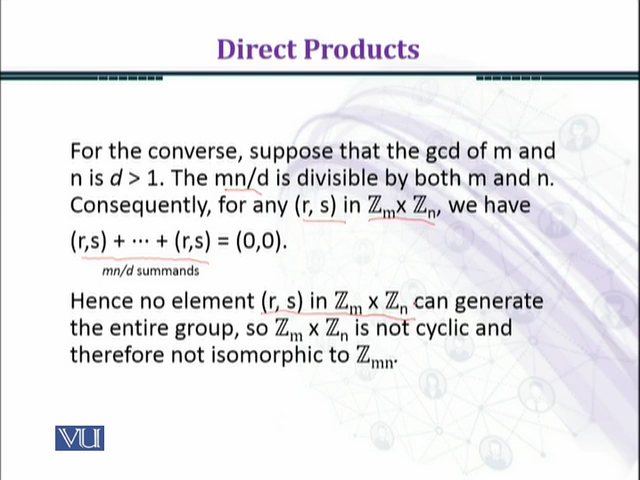 Direct Products
For the converse, suppose that the gcd of m and
n is d > 1. The mn/d is divisible by both m and n.
Consequently, for any (r, s) in ℤₘx ℤₙ, we have
(r,s) + ⋯ + (r,s) = (0,0).
mn/d summands
Hence no element (r, s) in ℤₘ x ℤₙ can generate
the entire group, so ℤₘ x ℤₙ is not cyclic and
therefore not isomorphic to ℤₘₙ.
VU